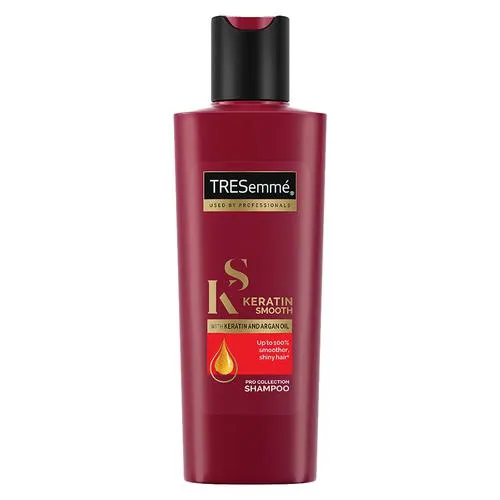 TRESemmé®
USED BY PROFESSIONALS
KS
KERATIN
SMOOTH
WITH KERATIN AND ARGAN OIL
Up to 100%
smoother,
shiny hair*
PRO COLLECTION
SHAMPOO